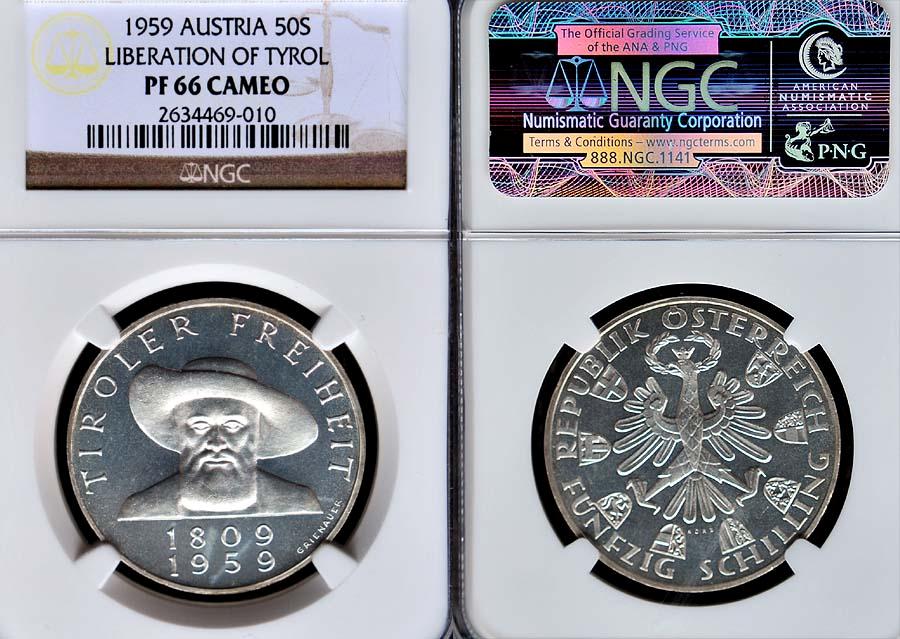 1959 AUSTRIA 50S
LIBERATION OF TYROL
PF 66 CAMEO
2634469-010
NGC
The Official Grading Service
of the ANA & PNG
NGC
Numismatic Guaranty Corporation
Terms & Conditions – www.ngcterms.com
888.NGC.1141
AMERICAN
NUMISMATIC
ASSOCIATION
P·N·G
TIROLER FREIHEIT
1809
1959
GRIENAUER
REPUBLIK ÖSTERREICH
FÜNFZIG SCHILLING